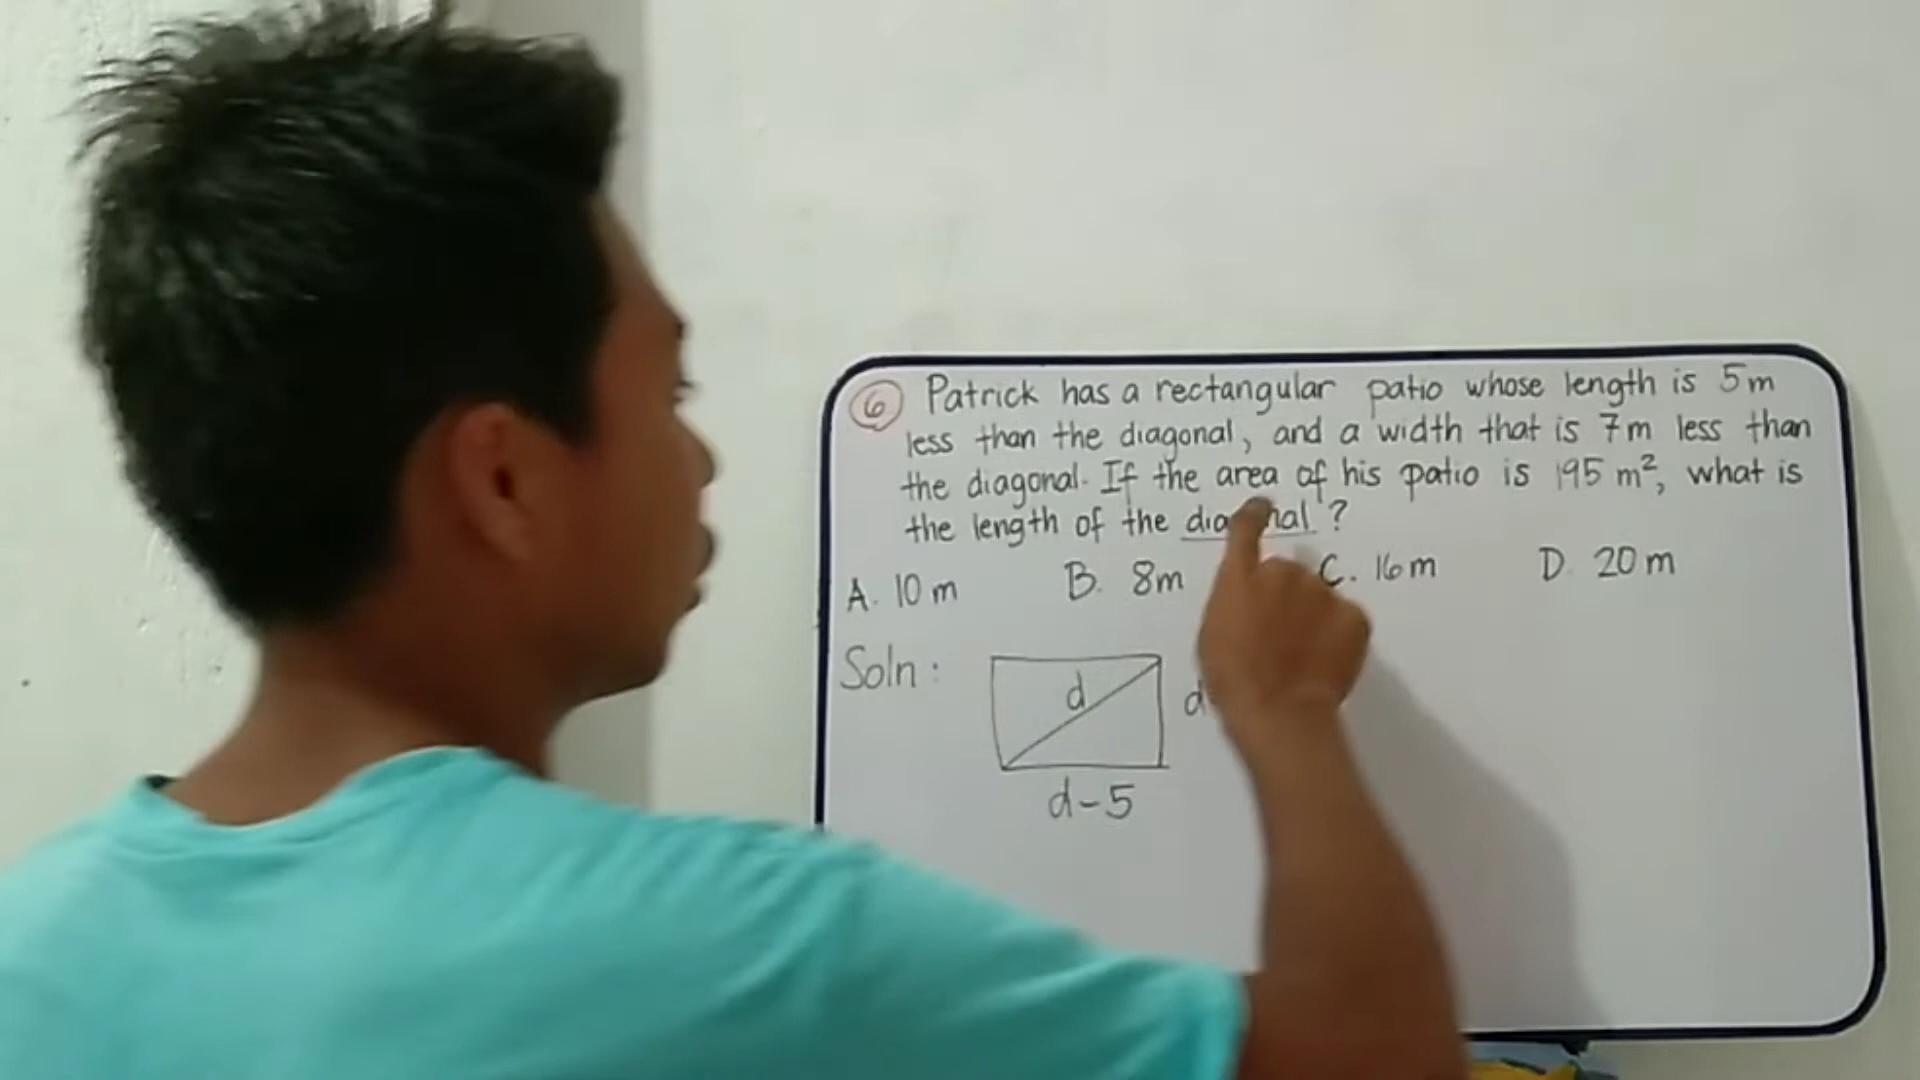 6 Patrick has a rectangular patio whose length is 5m
less than the diagonal, and a width that is 7m less than
the diagonal. If the area of his patio is 195 m², what is
the length of the ?
A. 10 m B. 8m C. 16m D. 20m
Soln :
d
d
d-5